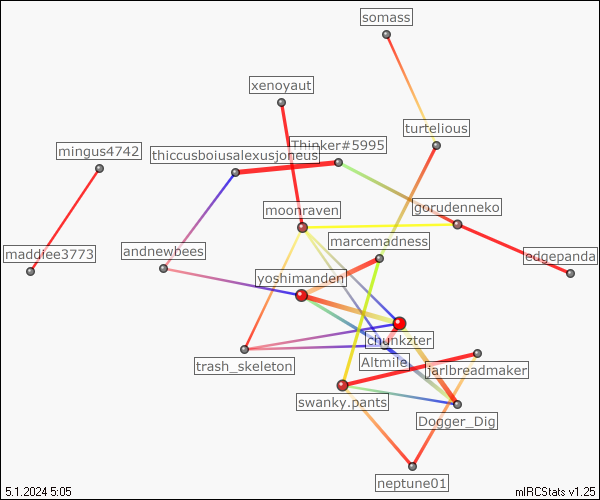 somass
xenoyaut
turtelious
Thinker#5995
mingus4742
thiccusboiusalexusjoneus
moonraven
gorudenneko
marcemadness
maddiee3773
andnewbees
edgepanda
yoshimanden
chunkzter
Altmile
trash_skeleton
jarlbreadmaker
swanky.pants
Dogger_Dig
neptune01
5.1.2024 5:05
mIRCStats v1.25